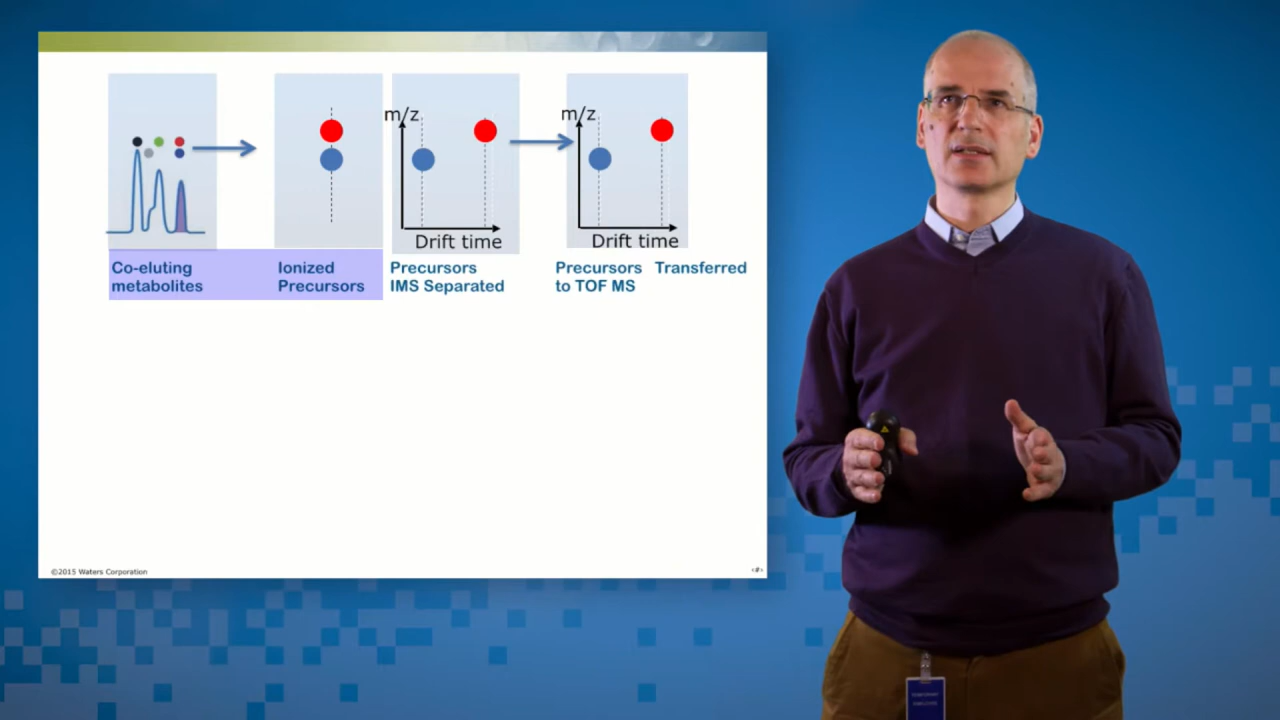 m/z
m/z
Drift time
Drift time
Co-eluting
metabolites
Ionized
Precursors
Precursors
IMS Separated
Precursors Transferred
to TOF MS
©2015 Waters Corporation
‹#›